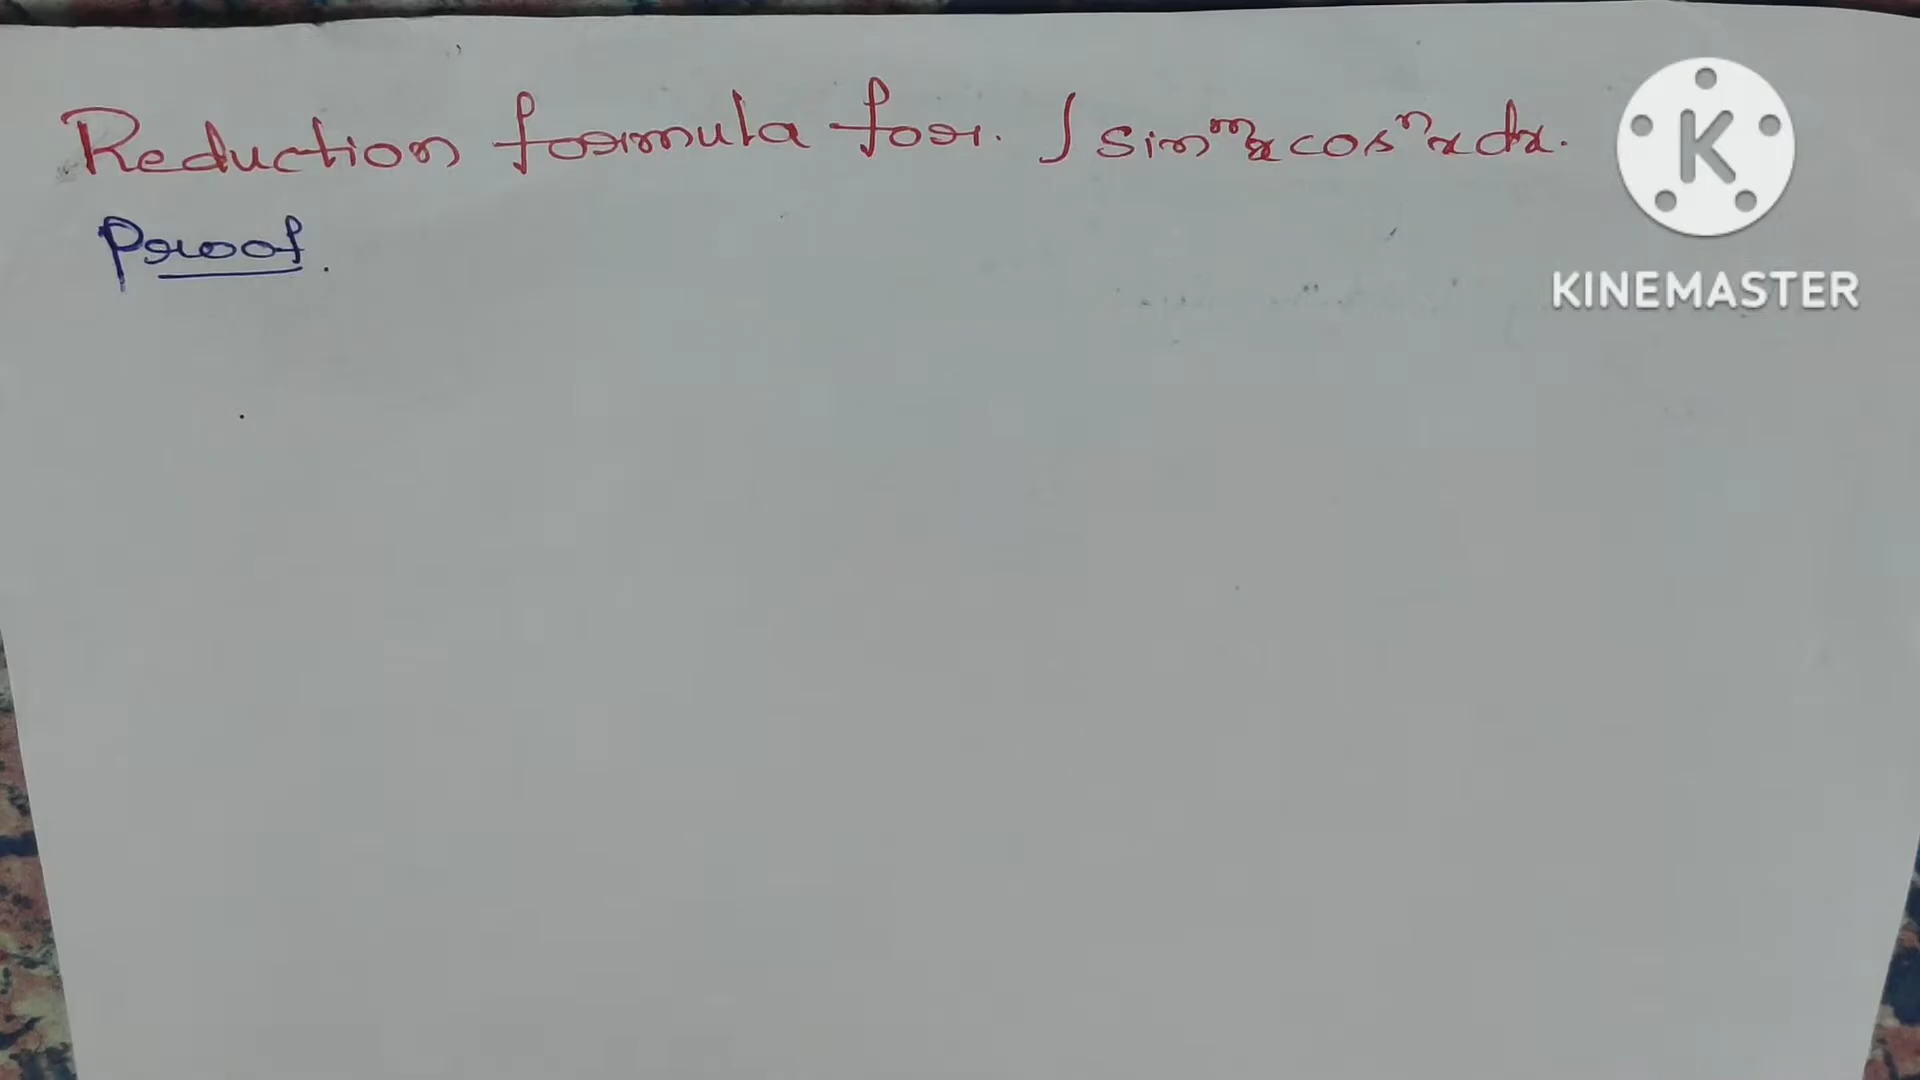 Reduction formula for. ∫ sinᵐx cosⁿx dx.
Proof.
K
KINEMASTER